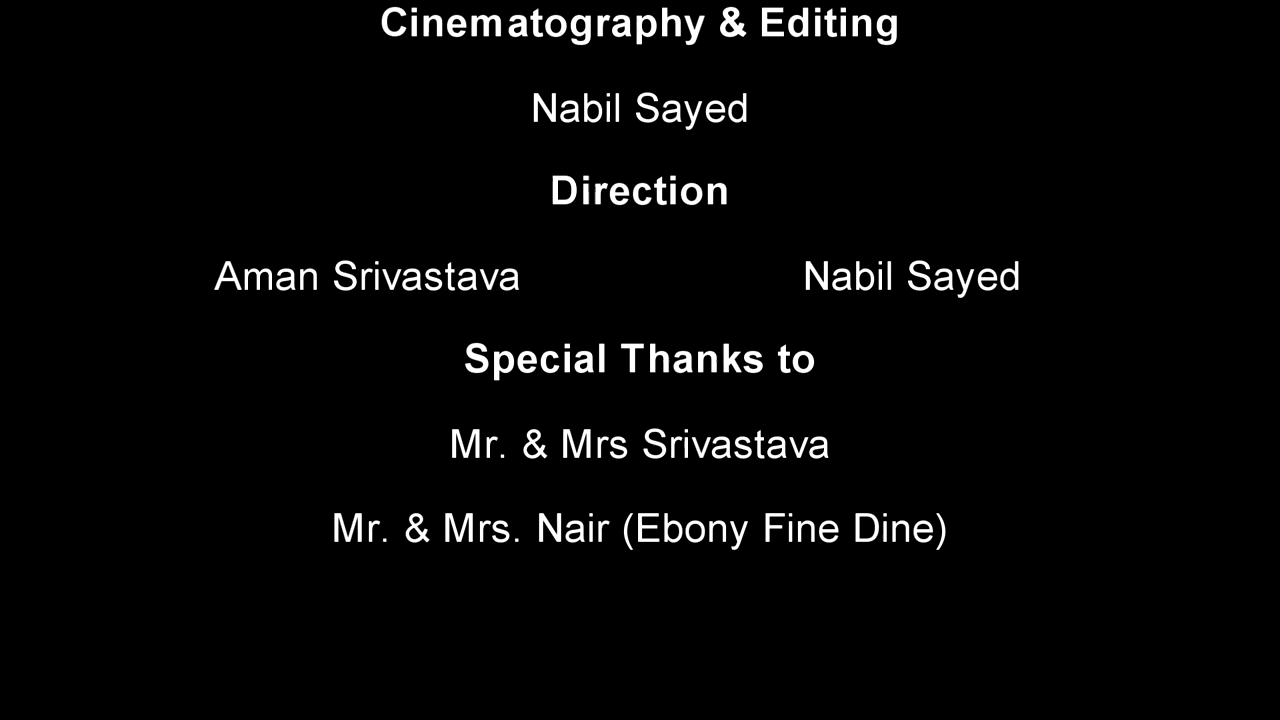 Cinematography & Editing
Nabil Sayed
Direction
Aman Srivastava Nabil Sayed
Special Thanks to
Mr. & Mrs Srivastava
Mr. & Mrs. Nair (Ebony Fine Dine)